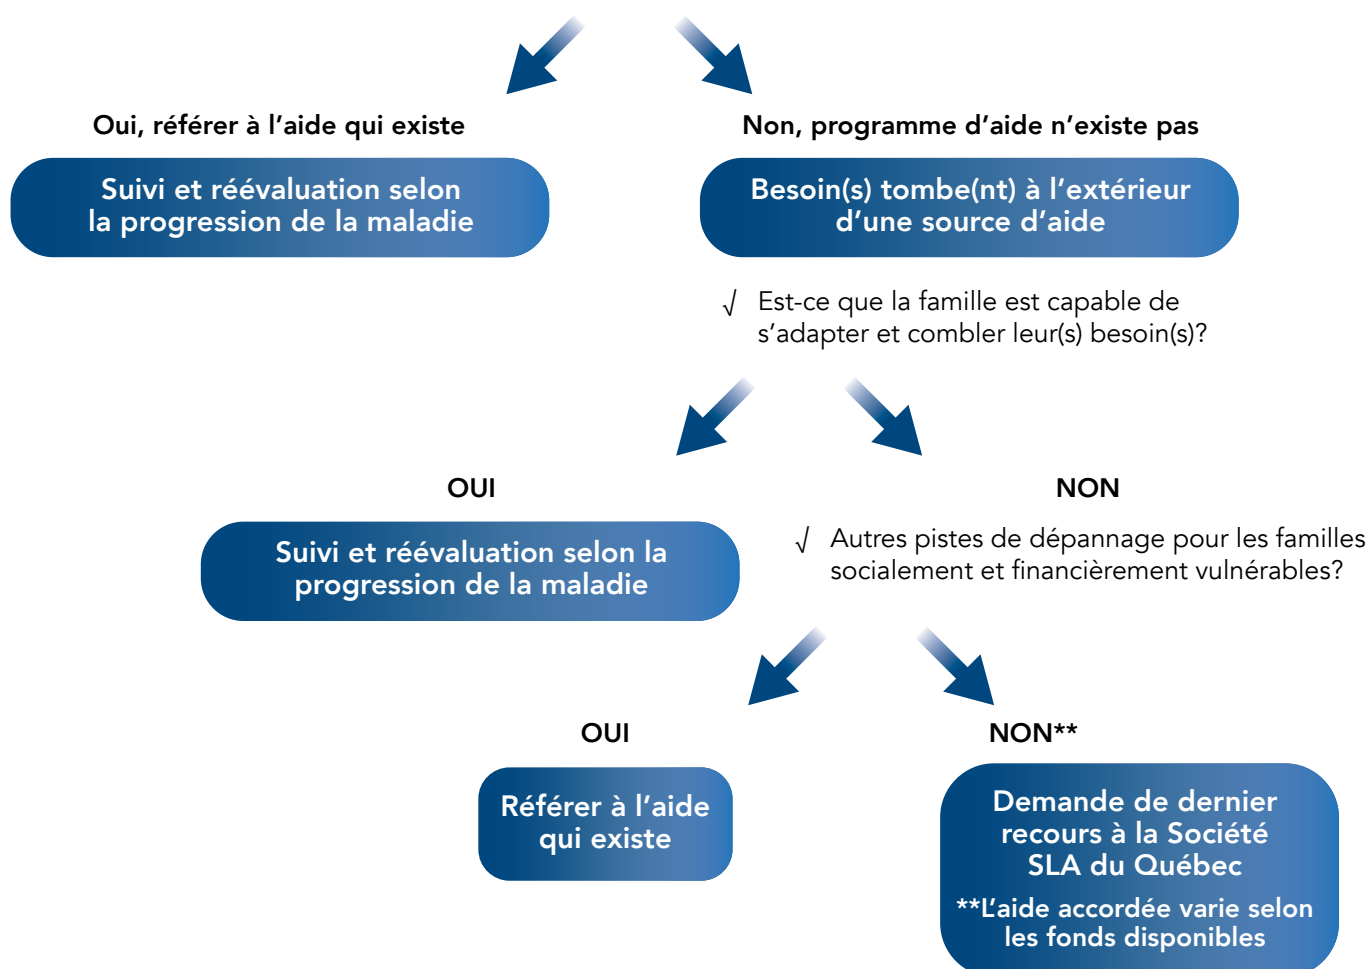 Oui, référer à l’aide qui existe
Suivi et réévaluation selon
la progression de la maladie
Non, programme d’aide n’existe pas
Besoin(s) tombe(nt) à l’extérieur
d’une source d’aide
√ Est-ce que la famille est capable de
s’adapter et combler leur(s) besoin(s)?
OUI
Suivi et réévaluation selon la
progression de la maladie
NON
√ Autres pistes de dépannage pour les familles
socialement et financièrement vulnérables?
OUI
Référer à l’aide
qui existe
NON**
Demande de dernier
recours à la Société
SLA du Québec
**L’aide accordée varie selon
les fonds disponibles